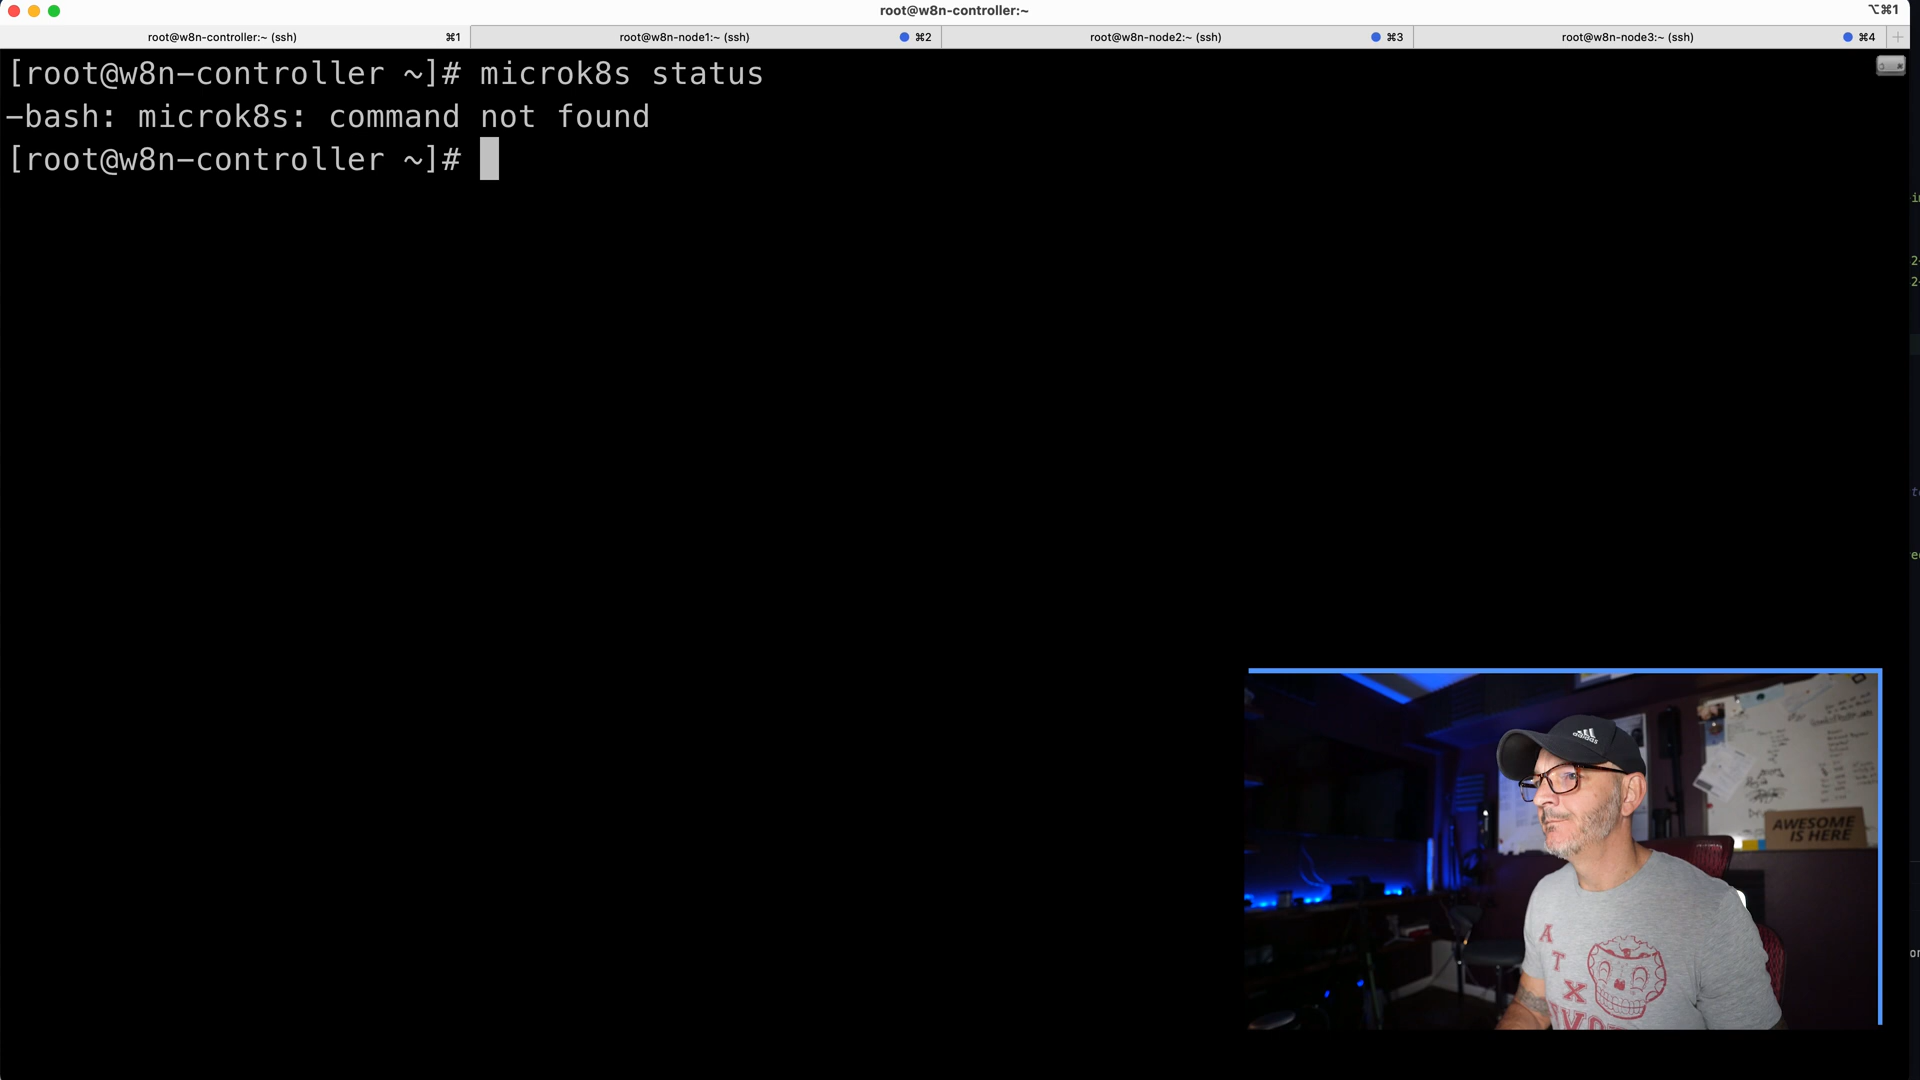 root@w8n-controller:~
⌥⌘1
root@w8n-controller:~ (ssh) ⌘1
root@w8n-node1:~ (ssh) ⌘2
root@w8n-node2:~ (ssh) ⌘3
root@w8n-node3:~ (ssh) ⌘4
[root@w8n-controller ~]# microk8s status
-bash: microk8s: command not found
[root@w8n-controller ~]#
adidas
AWESOME
IS HERE
A
T
X